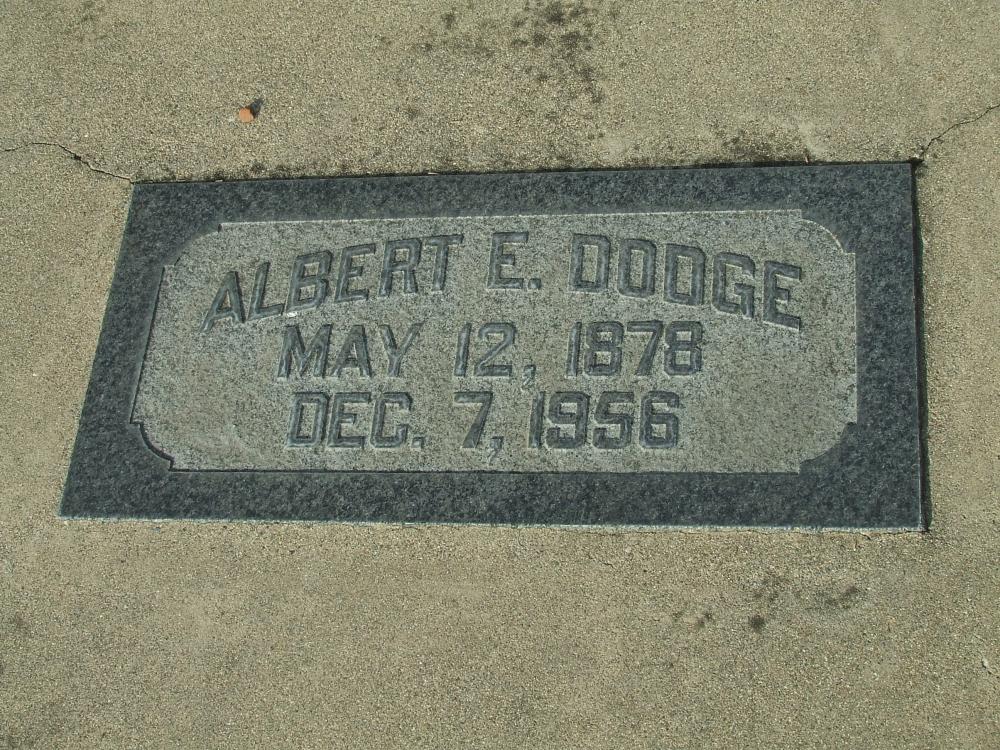 ALBERT E. DODGE
MAY 12, 1878
DEC. 7, 1956